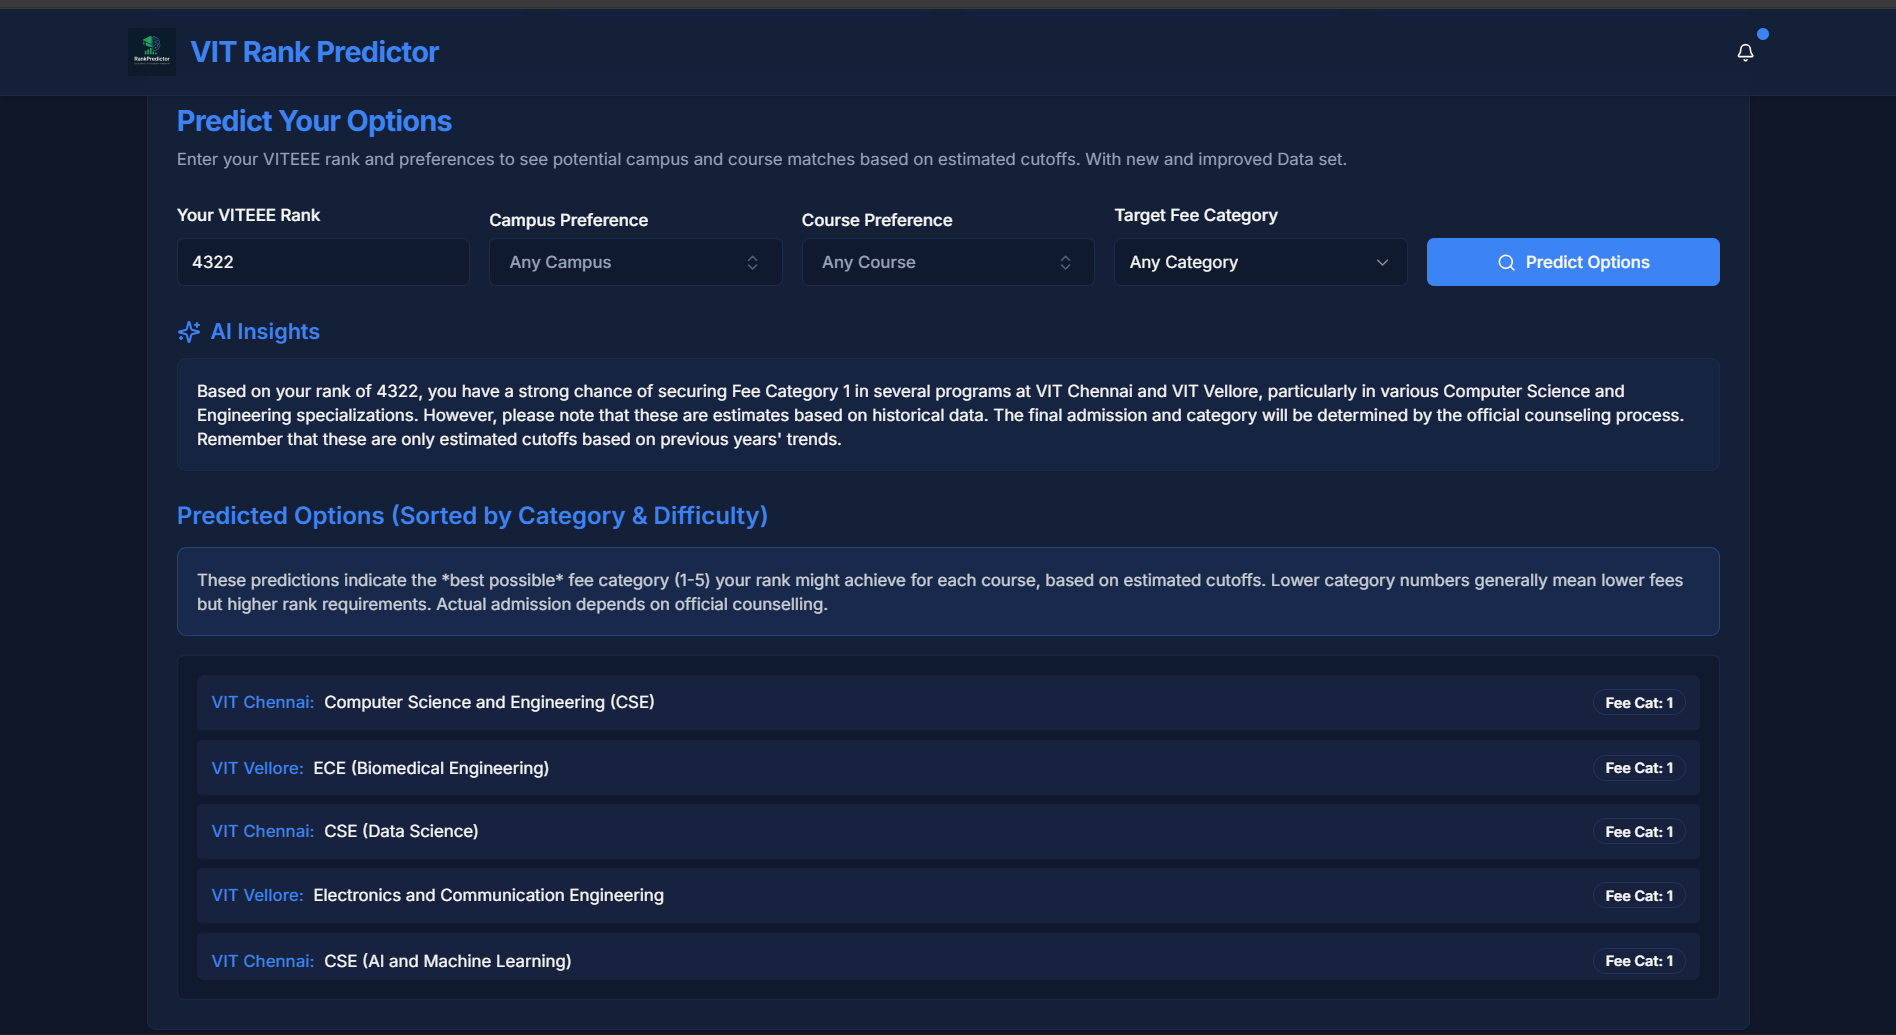 RankPredictor
VIT Rank Predictor
Predict Your Options
Enter your VITEEE rank and preferences to see potential campus and course matches based on estimated cutoffs. With new and improved Data set.
Your VITEEE Rank
Campus Preference
Course Preference
Target Fee Category
4322
Any Campus
Any Course
Any Category
Predict Options
AI Insights
Based on your rank of 4322, you have a strong chance of securing Fee Category 1 in several programs at VIT Chennai and VIT Vellore, particularly in various Computer Science and
Engineering specializations. However, please note that these are estimates based on historical data. The final admission and category will be determined by the official counseling process.
Remember that these are only estimated cutoffs based on previous years' trends.
Predicted Options (Sorted by Category & Difficulty)
These predictions indicate the *best possible* fee category (1-5) your rank might achieve for each course, based on estimated cutoffs. Lower category numbers generally mean lower fees
but higher rank requirements. Actual admission depends on official counselling.
VIT Chennai: Computer Science and Engineering (CSE) Fee Cat: 1
VIT Vellore: ECE (Biomedical Engineering) Fee Cat: 1
VIT Chennai: CSE (Data Science) Fee Cat: 1
VIT Vellore: Electronics and Communication Engineering Fee Cat: 1
VIT Chennai: CSE (AI and Machine Learning) Fee Cat: 1